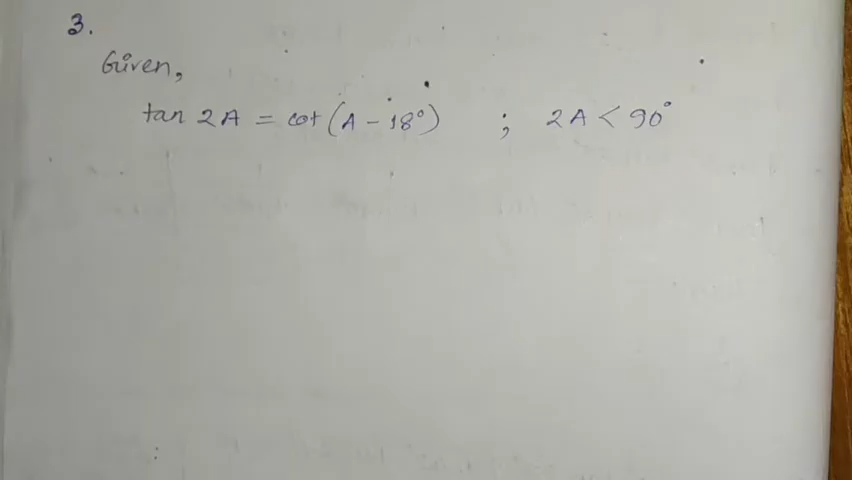 3.
Given,
tan 2A = cot (A - 18°) ; 2A < 90°